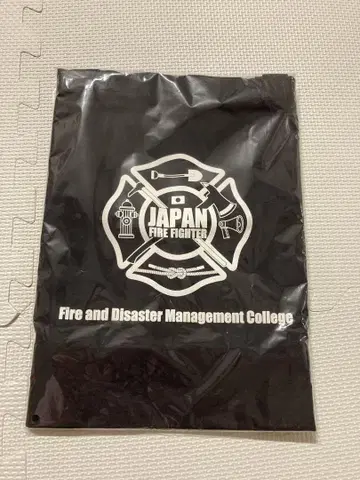 JAPAN
FIRE FIGHTER
Fire and Disaster Management College